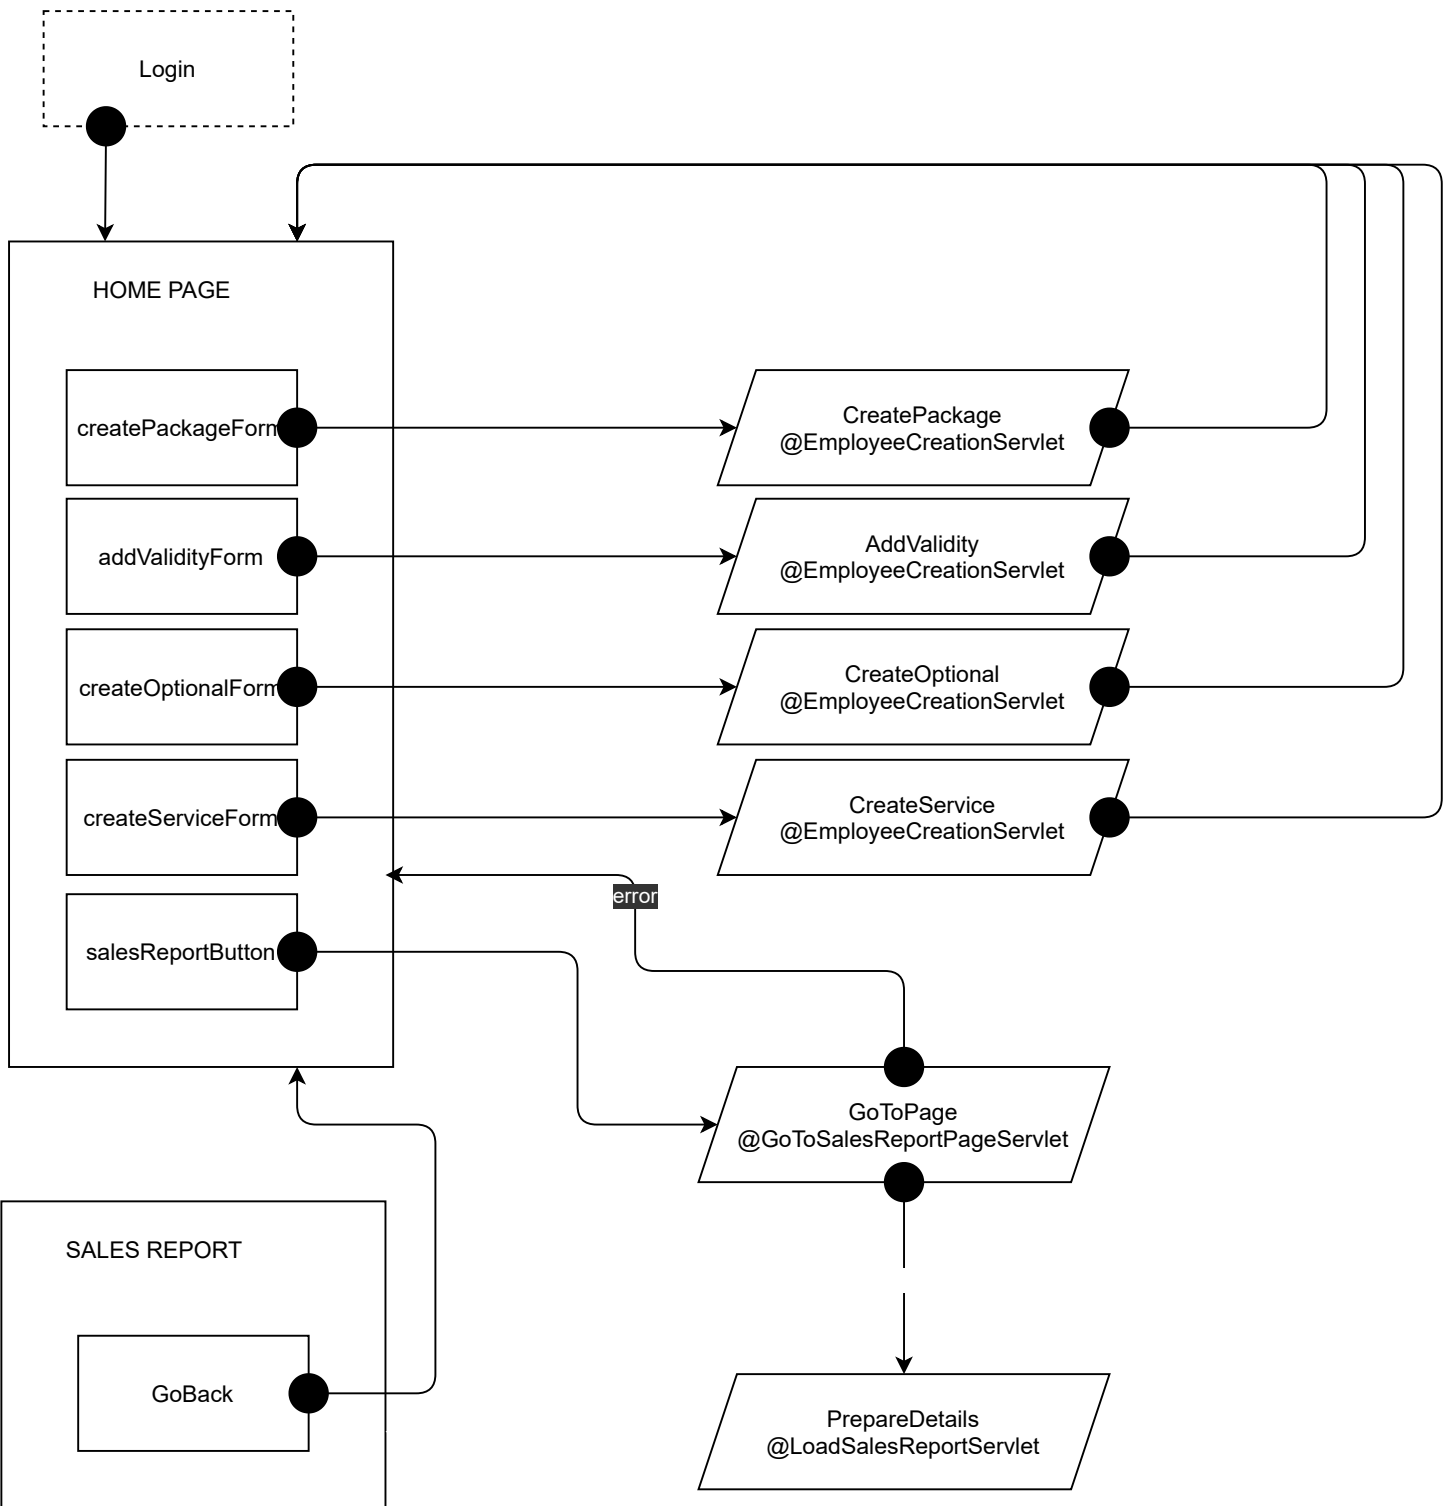 Login
HOME PAGE
createPackageForm
CreatePackage
@EmployeeCreationServlet
addValidityForm
AddValidity
@EmployeeCreationServlet
createOptionalForm
CreateOptional
@EmployeeCreationServlet
createServiceForm
CreateService
@EmployeeCreationServlet
error
salesReportButton
GoToPage
@GoToSalesReportPageServlet
SALES REPORT
GoBack
PrepareDetails
@LoadSalesReportServlet